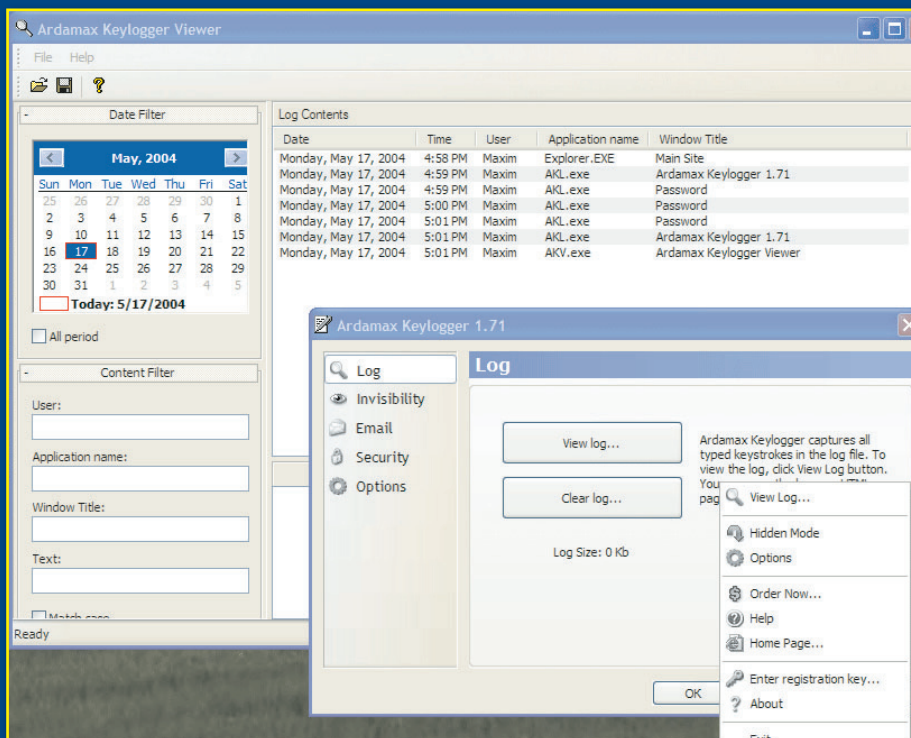 Ardamax Keylogger Viewer
File Help
- Date Filter
May, 2004
Sun Mon Tue Wed Thu Fri Sat
25 26 27 28 29 30 1
2 3 4 5 6 7 8
9 10 11 12 13 14 15
16 17 18 19 20 21 22
23 24 25 26 27 28 29
30 31 1 2 3 4 5
Today: 5/17/2004
All period
- Content Filter
User:
Application name:
Window Title:
Text:
Match case
Ready
Log Contents
Date Time User Application name Window Title
Monday, May 17, 2004 4:58 PM Maxim Explorer.EXE Main Site
Monday, May 17, 2004 4:59 PM Maxim AKL.exe Ardamax Keylogger 1.71
Monday, May 17, 2004 4:59 PM Maxim AKL.exe Password
Monday, May 17, 2004 5:00 PM Maxim AKL.exe Password
Monday, May 17, 2004 5:01 PM Maxim AKL.exe Password
Monday, May 17, 2004 5:01 PM Maxim AKL.exe Ardamax Keylogger 1.71
Monday, May 17, 2004 5:01 PM Maxim AKV.exe Ardamax Keylogger Viewer
Ardamax Keylogger 1.71
Log
Invisibility
Email
Security
Options
Log
View log...
Clear log...
Log Size: 0 Kb
Ardamax Keylogger captures all
typed keystrokes in the log file. To
view the log, click View Log button.
OK
View Log...
Hidden Mode
Options
Order Now...
Help
Home Page...
Enter registration key...
About
Exit